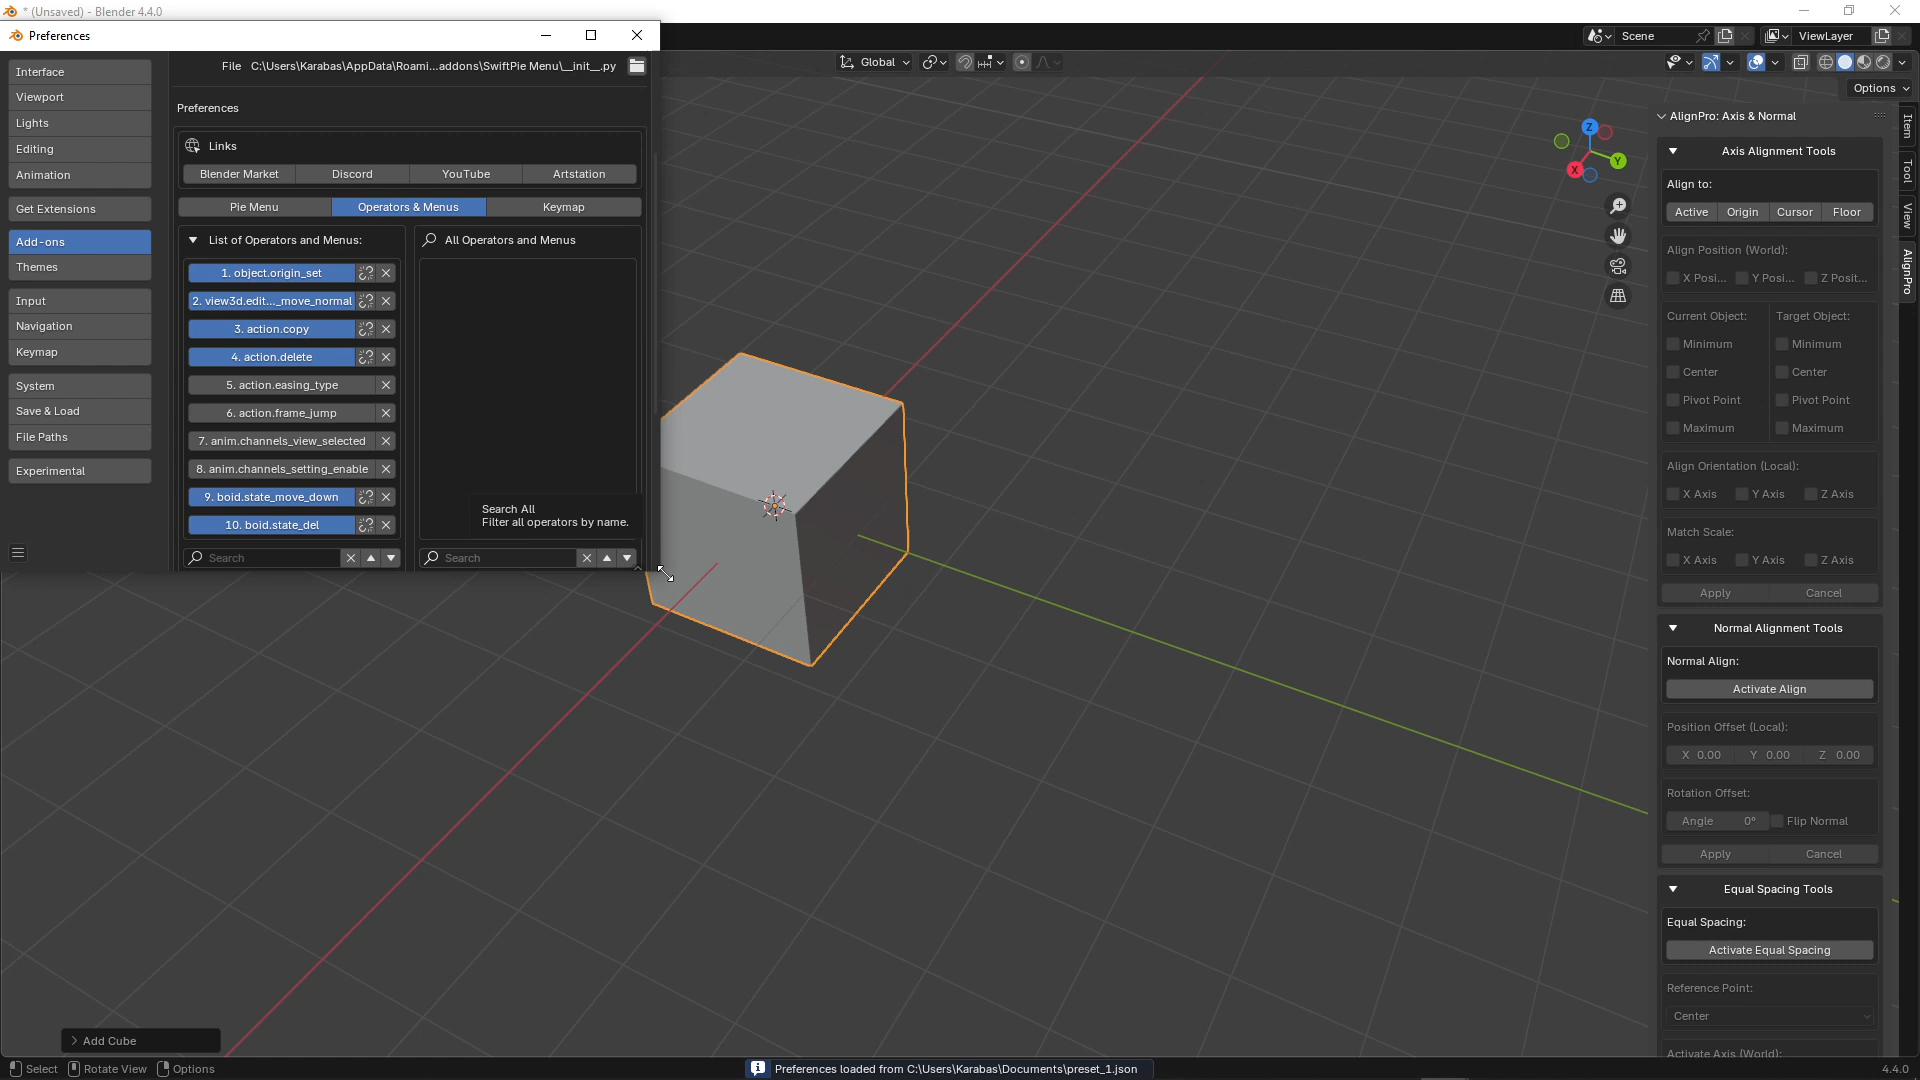 * (Unsaved) - Blender 4.4.0
Preferences
Scene
ViewLayer
Interface
Viewport
Lights
Editing
Animation
Get Extensions
Add-ons
Themes
Input
Navigation
Keymap
System
Save & Load
File Paths
Experimental
File C:\Users\Karabas\AppData\Roami...addons\SwiftPie Menu\__init__.py
Preferences
Links
Blender Market Discord YouTube Artstation
Pie Menu Operators & Menus Keymap
List of Operators and Menus:
1. object.origin_set
2. view3d.edit..._move_normal
3. action.copy
4. action.delete
5. action.easing_type
6. action.frame_jump
7. anim.channels_view_selected
8. anim.channels_setting_enable
9. boid.state_move_down
10. boid.state_del
Search
All Operators and Menus
Search All
Filter all operators by name.
Search
Global
Options
Z
Y
X
AlignPro: Axis & Normal
Axis Alignment Tools
Align to:
Active Origin Cursor Floor
Align Position (World):
X Posi... Y Posi... Z Posit...
Current Object: Target Object:
Minimum Minimum
Center Center
Pivot Point Pivot Point
Maximum Maximum
Align Orientation (Local):
X Axis Y Axis Z Axis
Match Scale:
X Axis Y Axis Z Axis
Apply Cancel
Normal Alignment Tools
Normal Align:
Activate Align
Position Offset (Local):
X 0.00 Y 0.00 Z 0.00
Rotation Offset:
Angle 0° Flip Normal
Apply Cancel
Equal Spacing Tools
Equal Spacing:
Activate Equal Spacing
Reference Point:
Center
Activate Axis (World):
Item
Tool
View
AlignPro
Add Cube
Select Rotate View Options
Preferences loaded from C:\Users\Karabas\Documents\preset_1.json
4.4.0